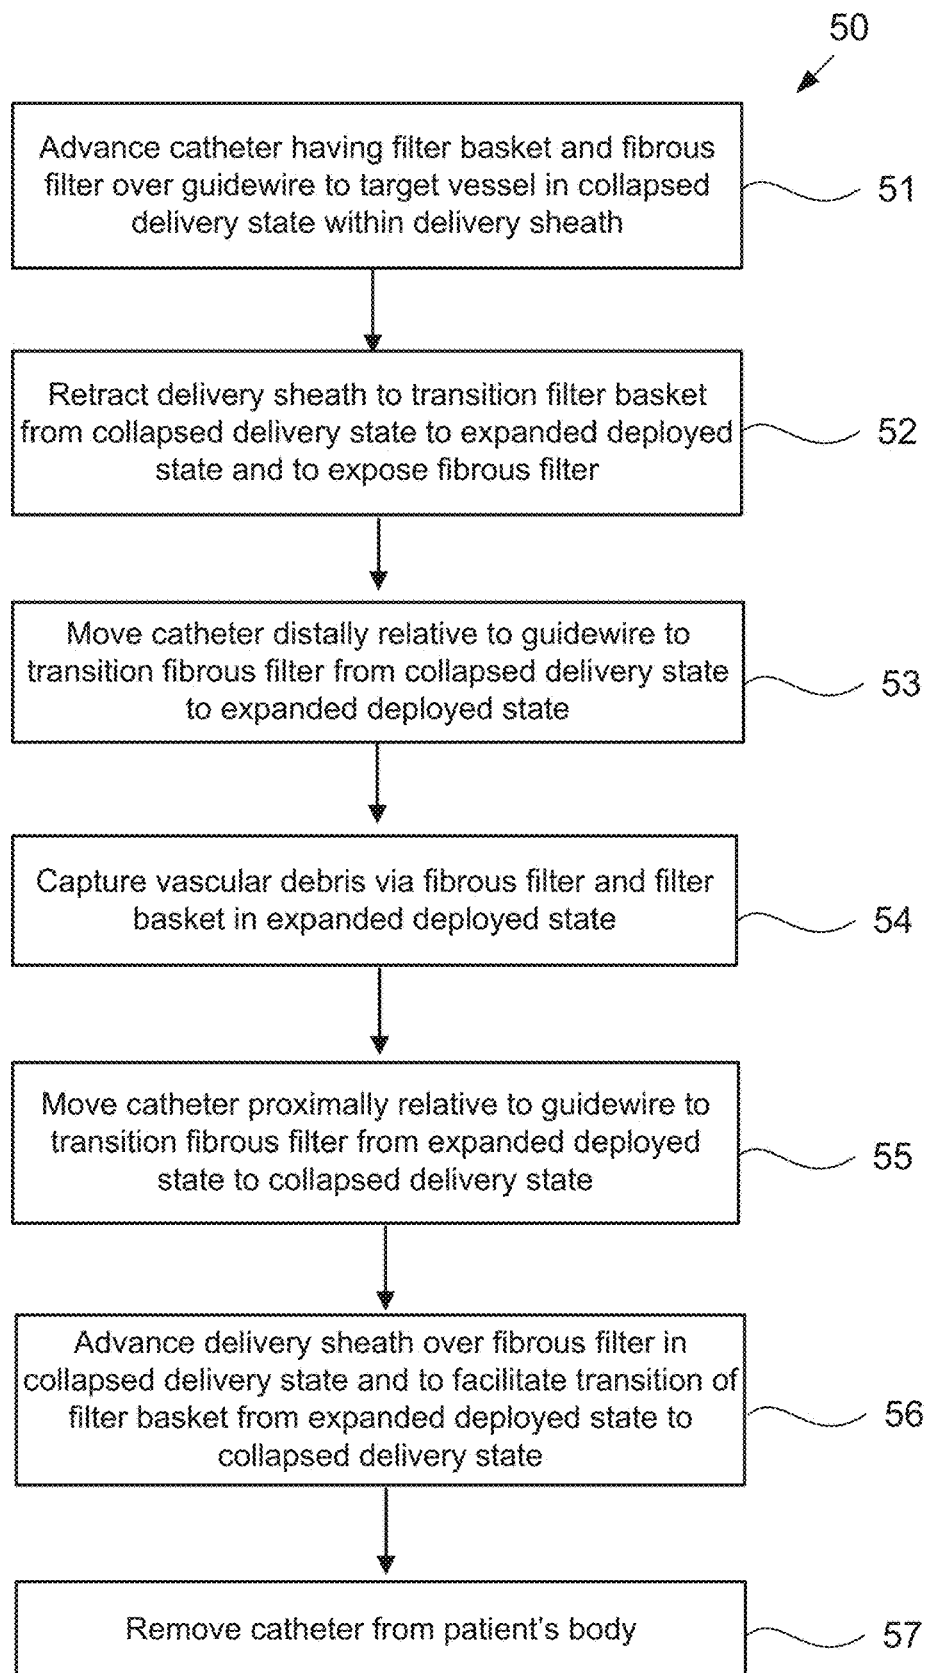 50
Advance catheter having filter basket and fibrous
filter over guidewire to target vessel in collapsed
delivery state within delivery sheath
51
Retract delivery sheath to transition filter basket
from collapsed delivery state to expanded deployed
state and to expose fibrous filter
52
Move catheter distally relative to guidewire to
transition fibrous filter from collapsed delivery state
to expanded deployed state
53
Capture vascular debris via fibrous filter and filter
basket in expanded deployed state
54
Move catheter proximally relative to guidewire to
transition fibrous filter from expanded deployed
state to collapsed delivery state
55
Advance delivery sheath over fibrous filter in
collapsed delivery state and to facilitate transition of
filter basket from expanded deployed state to
collapsed delivery state
56
Remove catheter from patient's body
57